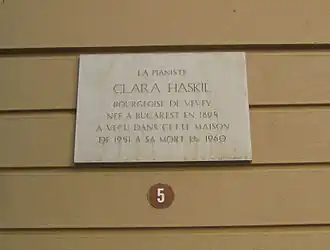 LA PIANISTE
CLARA HASKIL
BOURGEOISE DE VEVEY
NÉE A BUCAREST EN 1895
A VÉCU DANS CETTE MAISON
DE 1951 A SA MORT EN 1960
5